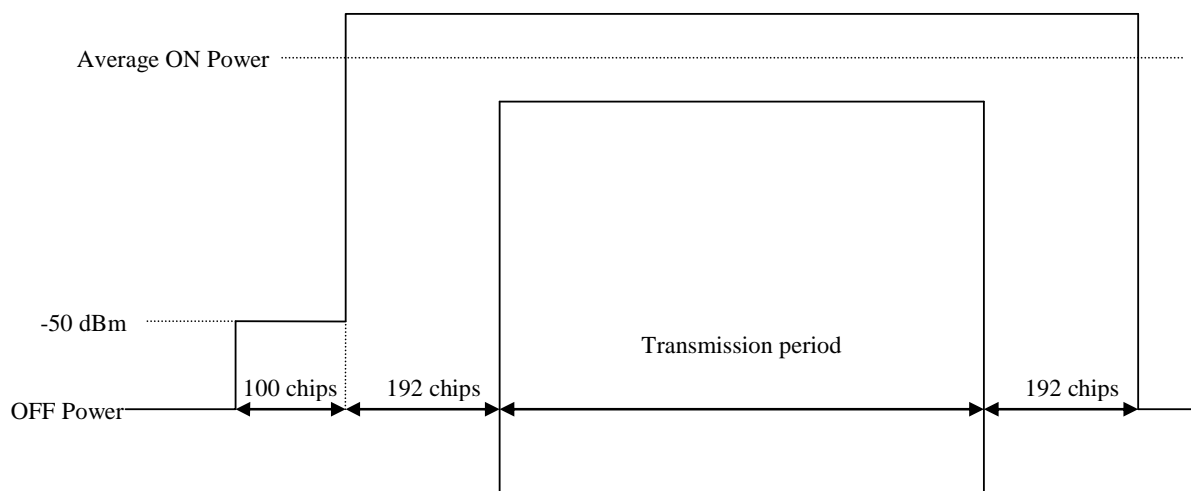 Average ON Power
-50 dBm
Transmission period
100 chips
192 chips
192 chips
OFF Power